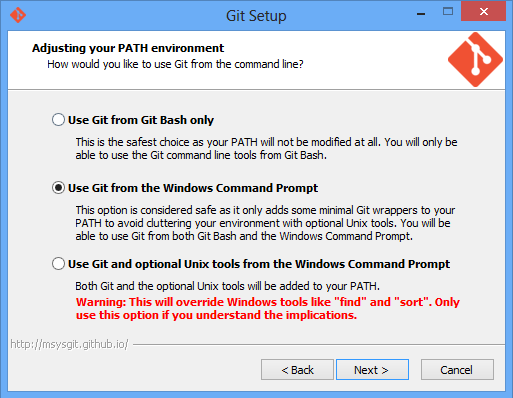 Git Setup
Adjusting your PATH environment
How would you like to use Git from the command line?
Use Git from Git Bash only
This is the safest choice as your PATH will not be modified at all. You will only be
able to use the Git command line tools from Git Bash.
Use Git from the Windows Command Prompt
This option is considered safe as it only adds some minimal Git wrappers to your
PATH to avoid cluttering your environment with optional Unix tools. You will be
able to use Git from both Git Bash and the Windows Command Prompt.
Use Git and optional Unix tools from the Windows Command Prompt
Both Git and the optional Unix tools will be added to your PATH.
Warning: This will override Windows tools like "find" and "sort". Only
use this option if you understand the implications.
http://msysgit.github.io/
< Back Next > Cancel